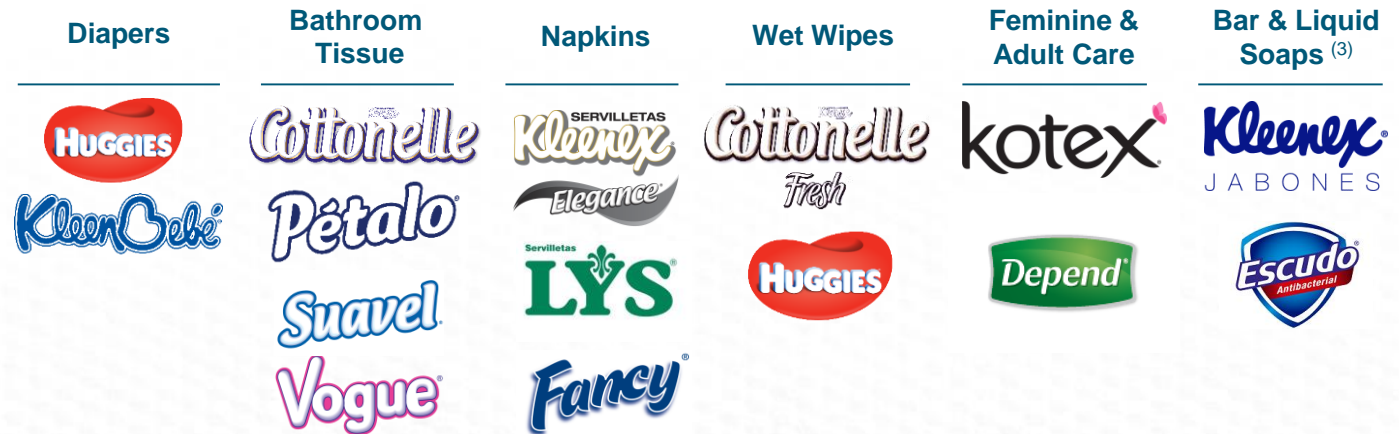 Diapers
HUGGIES
KleenBebé
Bathroom
Tissue
Cottonelle
Pétalo
Suavel
Vogue
Napkins
SERVILLETAS
Kleenex
Elegance
Servilletas
LYS
Fancy
Wet Wipes
Cottonelle
Fresh
HUGGIES
Feminine &
Adult Care
kotex
Depend
Bar & Liquid
Soaps (3)
Kleenex
JABONES
Escudo
Antibacterial